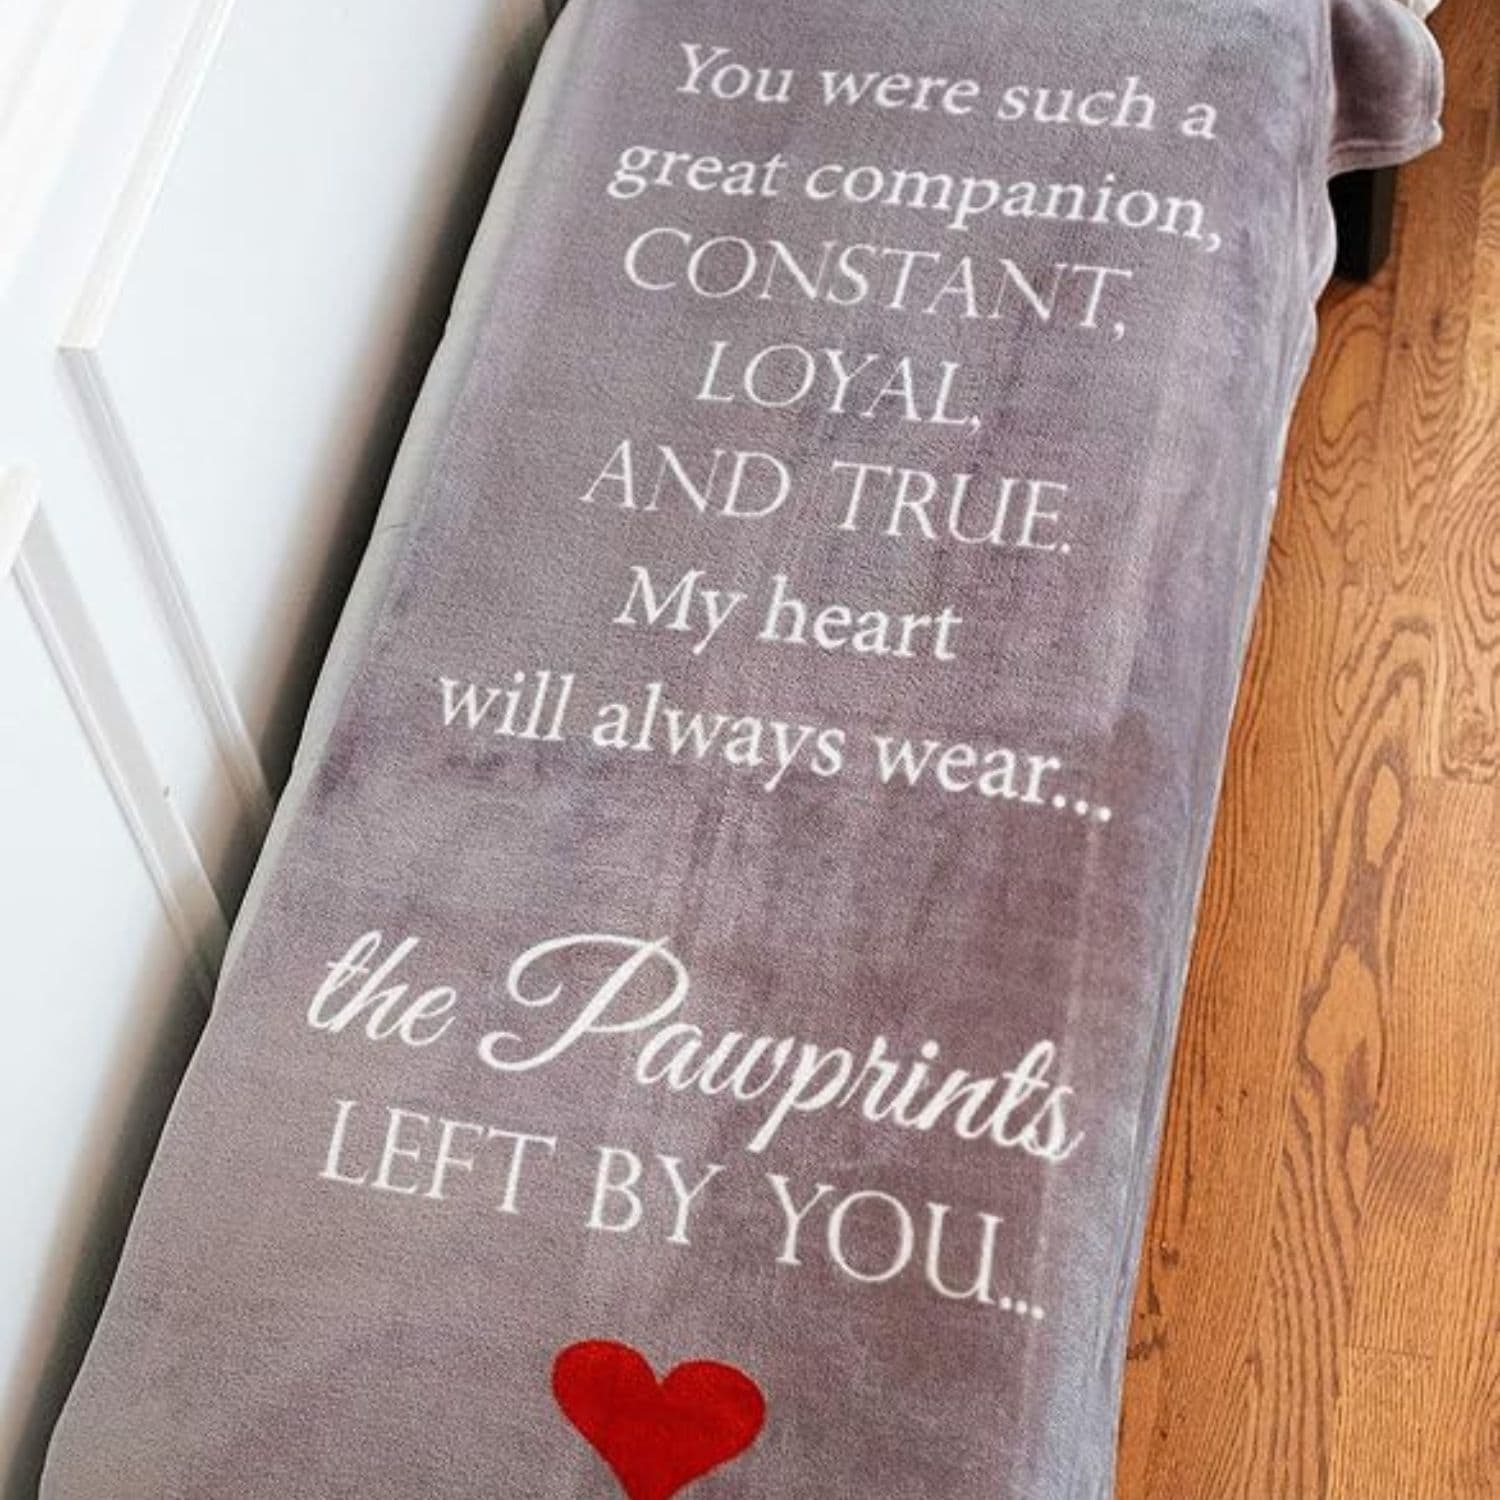 You were such a
great companion,
CONSTANT,
LOYAL,
AND TRUE.
My heart
will always wear...
the Pawprints
LEFT BY YOU...